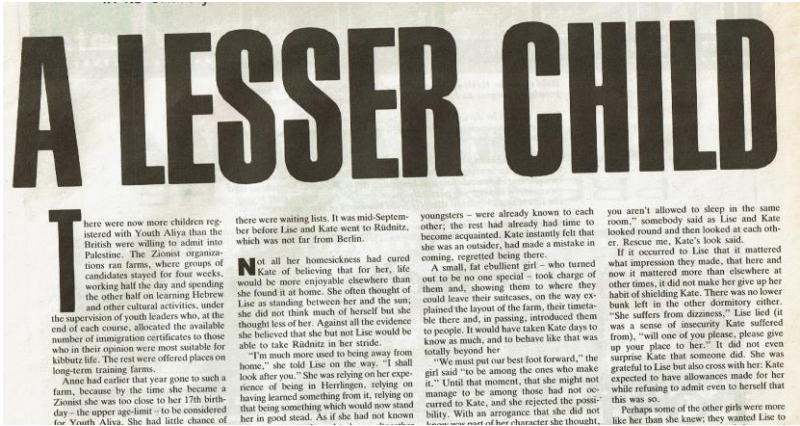 A LESSER CHILD
There were now more children reg-
istered with Youth Aliya than the
British were willing to admit into
Palestine. The Zionist organiza-
tions ran farms, where groups of
candidates stayed for four weeks,
working half the day and spending
the other half on learning Hebrew
and other cultural activities, under
the supervision of youth leaders who, at the
end of each course, allocated the available
number of immigration certificates to those
who in their opinion were most suitable for
kibbutz life. The rest were offered places on
long-term training farms.
Anne had earlier that year gone to such a
farm, because by the time she became a
Zionist she was too close to her 17th birth-
day – the upper age-limit – to be considered
for Youth Aliya. She had little chance of
there were waiting lists. It was mid-Septem-
ber before Lise and Kate went to Rüdnitz,
which was not far from Berlin.
Not all her homesickness had cured
Kate of believing that for her, life
would be more enjoyable elsewhere than
she found it at home. She often thought of
Lise as standing between her and the sun;
she did not think much of herself but she
thought less of her. Against all the evidence
she believed that she but not Lise would be
able to take Rüdnitz in her stride.
"I'm much more used to being away from
home," she told Lise on the way. "I shall
look after you." She was relying on her expe-
rience of being in Herrlingen, relying on
having learned something from it, relying on
that being something which would now stand
her in good stead. As if she had not known
youngsters – were already known to each
other; the rest had already had time to
become acquainted. Kate instantly felt that
she was an outsider, had made a mistake in
coming, regretted being there.
A small, fat ebullient girl – who turned
out to be no one special – took charge of
them and, showing them to where they
could leave their suitcases, on the way ex-
plained the layout of the farm, their timeta-
ble there and, in passing, introduced them
to people. It would have taken Kate days to
know as much, and to behave like that was
totally beyond her
"We must put our best foot forward," the
girl said "to be among the ones who make
it." Until that moment, that she might not
manage to be among those had not oc-
curred to Kate, and she rejected the possi-
bility. With an arrogance that she did not
know was part of her character she thought,
you aren't allowed to sleep in the same
room," somebody said as Lise and Kate
looked round and then looked at each oth-
er. Rescue me, Kate's look said.
If it occurred to Lise that it mattered
what impression they made, that here and
now it mattered more than elsewhere at
other times, it did not make her give up her
habit of shielding Kate. There was no lower
bunk left in the other dormitory either.
"She suffers from dizziness," Lise lied (it
was a sense of insecurity Kate suffered
from), "will one of you please, please give
up your place to her." It did not even
surprise Kate that someone did. She was
grateful to Lise but also cross with her: Kate
expected to have allowances made for her
while refusing to admit even to herself that
this was so.
Perhaps some of the other girls were more
like her than she knew; they wanted Lise to